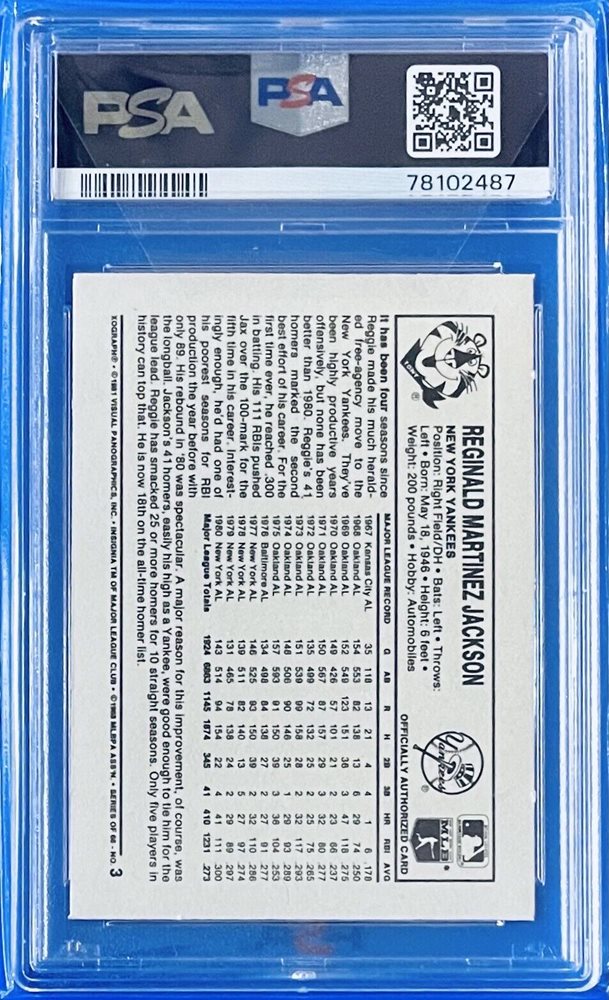 PSA
PSA
78102487
REGINALD MARTINEZ JACKSON
NEW YORK YANKEES
Position: Right Field/DH • Bats: Left • Throws:
Left • Born: May 18, 1946 • Height: 6 feet •
Weight: 200 pounds • Hobby: Automobiles
Yankees ®
MLB
OFFICIALLY AUTHORIZED CARD
It has been four seasons since
Reggie made his much herald-
ed free-agency move to the
New York Yankees. They've
been highly productive years
offensively, but none has been
better than 1980. Reggie's 41
homers marked the second
best effort of his career. For the
first time ever, he reached .300
in batting. His 111 RBIs pushed
Jax over the 100-mark for the
fifth time in his career. Interest-
ingly enough, he'd had one of
his poorest seasons for RBI
production the year before with
only 89. His rebound in '80 was spectacular. A major reason for this improvement, of course, was
the longball. Jackson's 41 homers, easily his high as a Yankee, were good enough to tie him for the
league lead. Reggie has smacked 25 or more homers for 10 straight seasons. Only five players in
history can top that. He is now 18th on the all-time homer list.
MAJOR LEAGUE RECORD G AB R H 2B 3B HR RBI AVG
1967 Kansas City AL 35 118 13 21 4 4 1 6 .178
1968 Oakland AL 154 553 82 138 13 6 29 74 .250
1969 Oakland AL 152 549 123 151 36 3 47 118 .275
1970 Oakland AL 149 426 57 101 21 2 23 66 .237
1971 Oakland AL 150 567 87 157 29 3 32 80 .277
1972 Oakland AL 135 499 72 132 25 2 25 75 .265
1973 Oakland AL 151 539 99 158 28 2 32 117 .293
1974 Oakland AL 148 506 90 146 25 1 29 93 .289
1975 Oakland AL 157 593 91 150 39 3 36 104 .253
1976 Baltimore AL 134 498 84 138 27 2 27 91 .277
1977 New York AL 146 525 93 150 39 2 32 110 .286
1978 New York AL 139 511 82 140 13 5 27 97 .274
1979 New York AL 131 465 78 138 24 2 29 89 .297
1980 New York AL 143 514 94 154 22 4 41 111 .300
Major League Totals 1924 6863 1145 1874 345 41 410 1231 .273
XOGRAPH® • ©1981 VISUAL PANOGRAPHICS, INC. • INSIGNIA TM OF MAJOR LEAGUE CLUB • ©1983 MLBPA ASS'N. • SERIES OF 66 - NO. 3